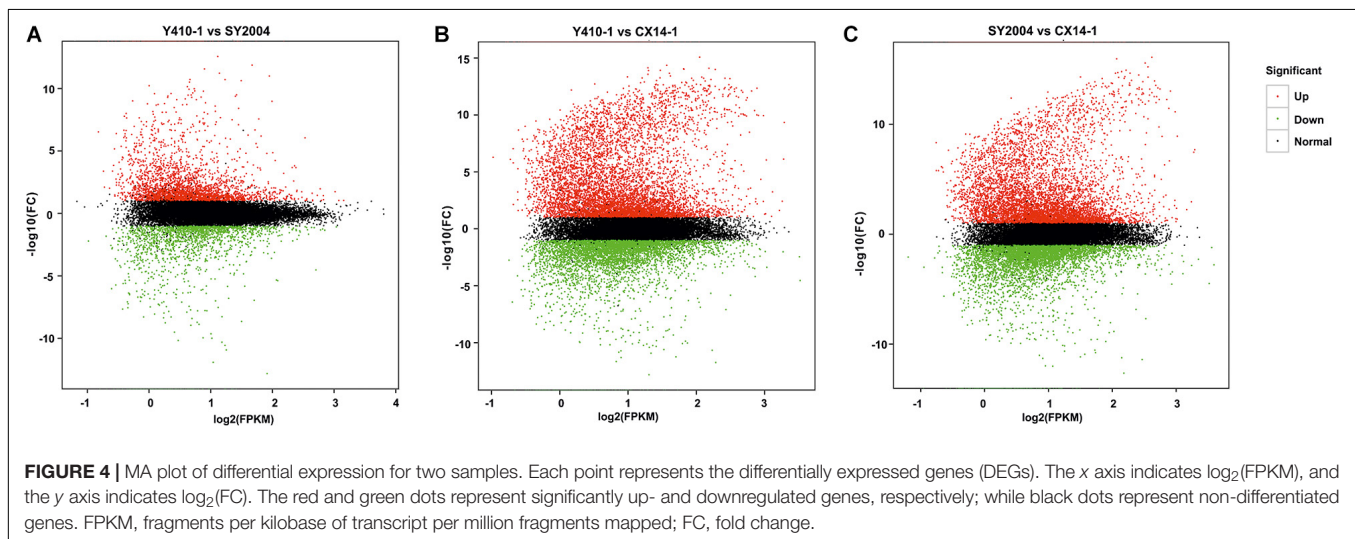 A
Y410-1 vs SY2004
10
5
0
-5
-10
-log10(FC)
-1 0 1 2 3 4
log2(FPKM)
B
Y410-1 vs CX14-1
15
10
5
0
-5
-10
-log10(FC)
-1 0 1 2 3
log2(FPKM)
C
SY2004 vs CX14-1
10
0
-10
-log10(FC)
-1 0 1 2 3
log2(FPKM)
Significant
Up
Down
Normal
FIGURE 4 | MA plot of differential expression for two samples. Each point represents the differentially expressed genes (DEGs). The x axis indicates log₂(FPKM), and
the y axis indicates log₂(FC). The red and green dots represent significantly up- and downregulated genes, respectively; while black dots represent non-differentiated
genes. FPKM, fragments per kilobase of transcript per million fragments mapped; FC, fold change.